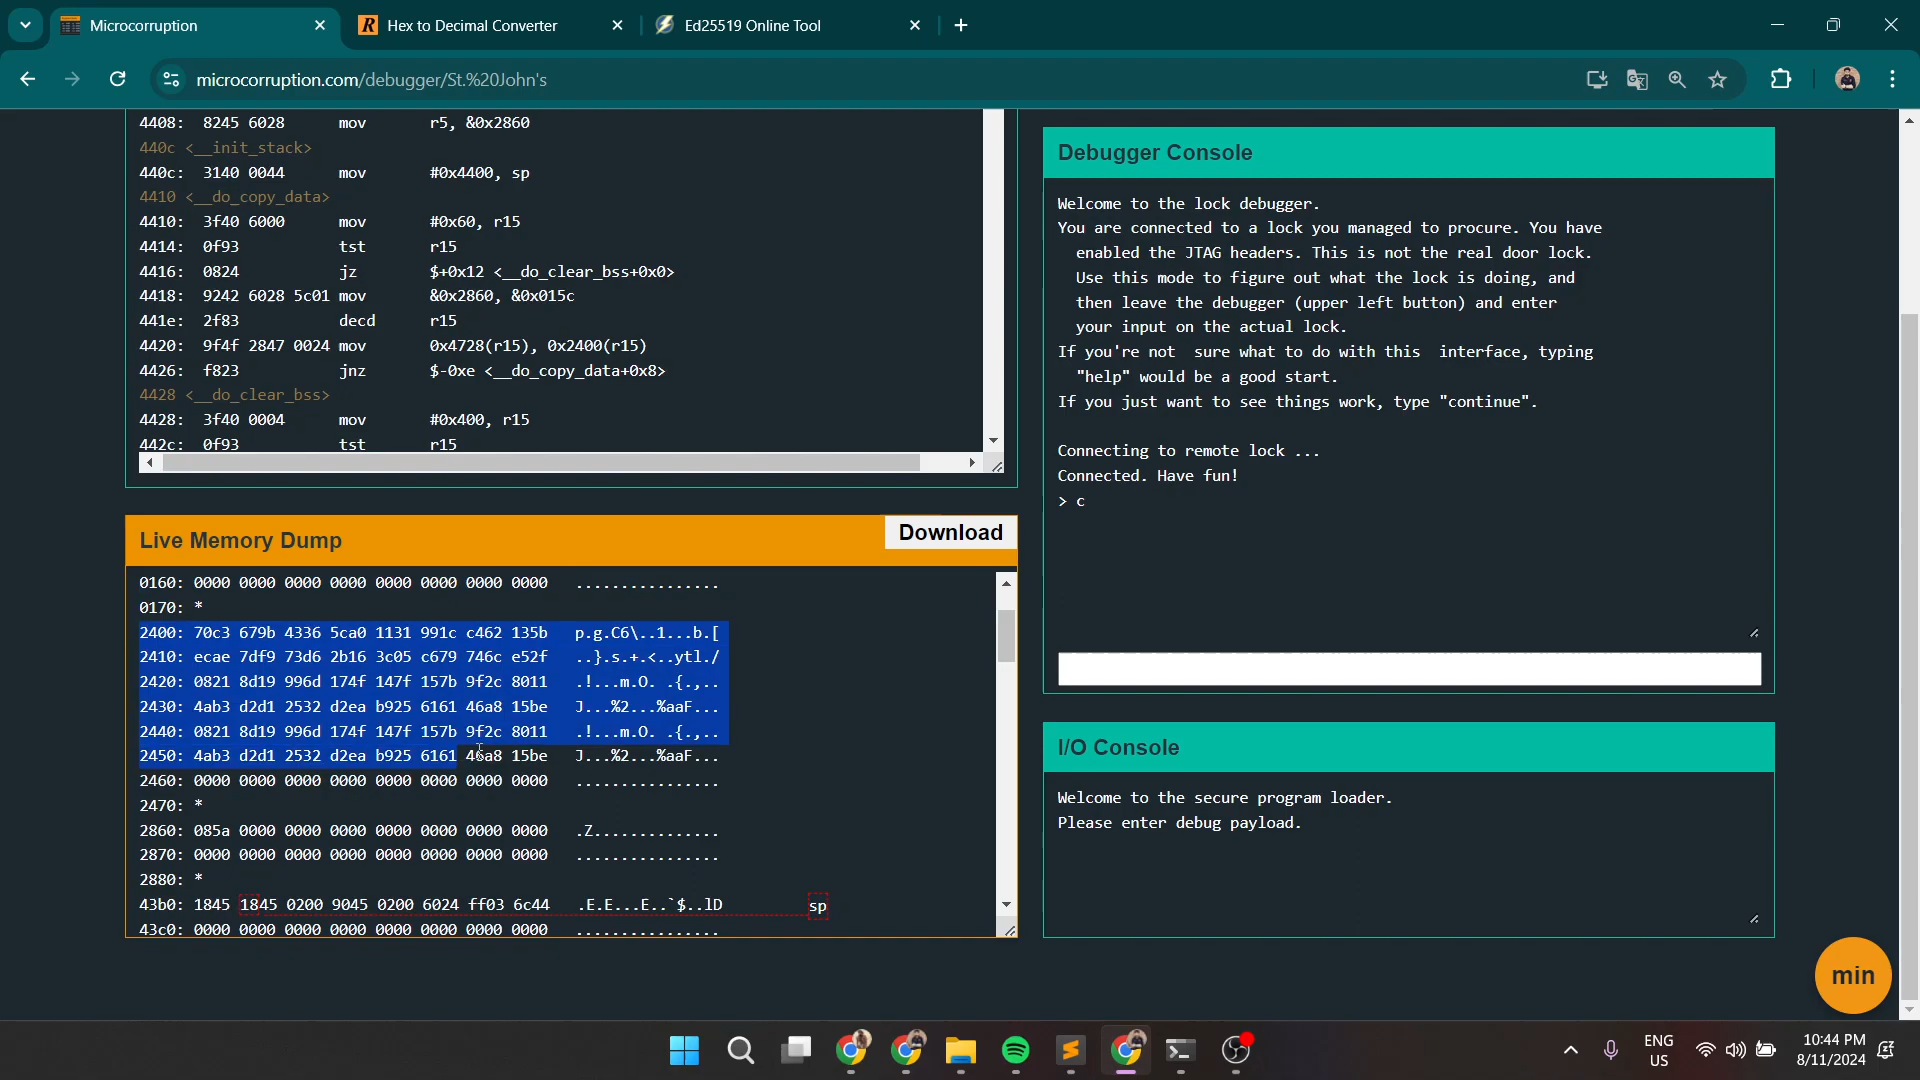 Microcorruption
Hex to Decimal Converter
Ed25519 Online Tool
microcorruption.com/debugger/St.%20John's
4408: 8245 6028 mov r5, &0x2860
440c <__init_stack>
440c: 3140 0044 mov #0x4400, sp
4410 <__do_copy_data>
4410: 3f40 6000 mov #0x60, r15
4414: 0f93 tst r15
4416: 0824 jz $+0x12 <__do_clear_bss+0x0>
4418: 9242 6028 5c01 mov &0x2860, &0x015c
441e: 2f83 decd r15
4420: 9f4f 2847 0024 mov 0x4728(r15), 0x2400(r15)
4426: f823 jnz $-0xe <__do_copy_data+0x8>
4428 <__do_clear_bss>
4428: 3f40 0004 mov #0x400, r15
442c: 0f93 tst r15
Live Memory Dump
Download
0160: 0000 0000 0000 0000 0000 0000 0000 0000 ................
0170: *
2400: 70c3 679b 4336 5ca0 1131 991c c462 135b p.g.C6\..1...b.[
2410: ecae 7df9 73d6 2b16 3c05 c679 746c e52f ..}.s.+.<..ytl./
2420: 0821 8d19 996d 174f 147f 157b 9f2c 8011 .!...m.O. .{.,..
2430: 4ab3 d2d1 2532 d2ea b925 6161 46a8 15be J...%2...%aaF...
2440: 0821 8d19 996d 174f 147f 157b 9f2c 8011 .!...m.O. .{.,..
2450: 4ab3 d2d1 2532 d2ea b925 6161 46a8 15be J...%2...%aaF...
2460: 0000 0000 0000 0000 0000 0000 0000 0000 ................
2470: *
2860: 085a 0000 0000 0000 0000 0000 0000 0000 .Z..............
2870: 0000 0000 0000 0000 0000 0000 0000 0000 ................
2880: *
43b0: 1845 1845 0200 9045 0200 6024 ff03 6c44 .E.E...E..`$..lD sp
43c0: 0000 0000 0000 0000 0000 0000 0000 0000 ................
Debugger Console
Welcome to the lock debugger.
You are connected to a lock you managed to procure. You have
enabled the JTAG headers. This is not the real door lock.
Use this mode to figure out what the lock is doing, and
then leave the debugger (upper left button) and enter
your input on the actual lock.
If you're not sure what to do with this interface, typing
"help" would be a good start.
If you just want to see things work, type "continue".
Connecting to remote lock ...
Connected. Have fun!
> c
I/O Console
Welcome to the secure program loader.
Please enter debug payload.
min
ENG
US
10:44 PM
8/11/2024